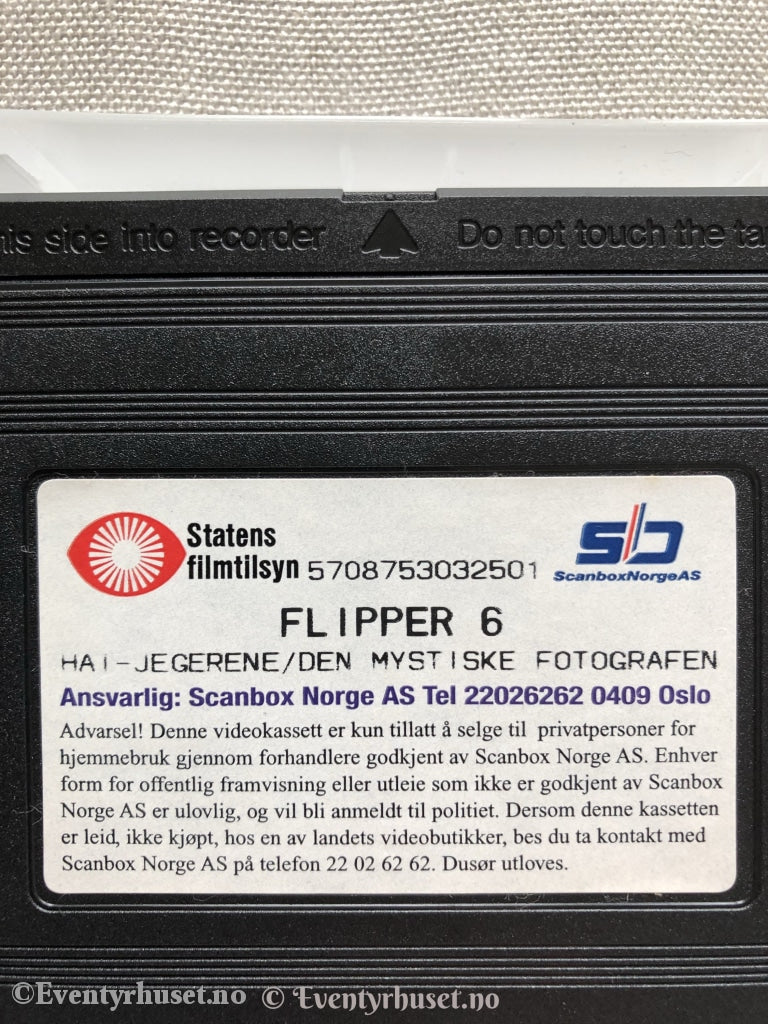 his side into recorder Do not touch the ta
Statens
filmtilsyn 5708753032501
SD
ScanboxNorgeAS
FLIPPER 6
HAI-JEGERENE/DEN MYSTISKE FOTOGRAFEN
Ansvarlig: Scanbox Norge AS Tel 22026262 0409 Oslo
Advarsel! Denne videokassett er kun tillatt å selge til privatpersoner for
hjemmebruk gjennom forhandlere godkjent av Scanbox Norge AS. Enhver
form for offentlig framvisning eller utleie som ikke er godkjent av Scanbox
Norge AS er ulovlig, og vil bli anmeldt til politiet. Dersom denne kassetten
er leid, ikke kjøpt, hos en av landets videobutikker, bes du ta kontakt med
Scanbox Norge AS på telefon 22 02 62 62. Dusør utloves.
©Eventyrhuset.no © Eventyrhuset.no